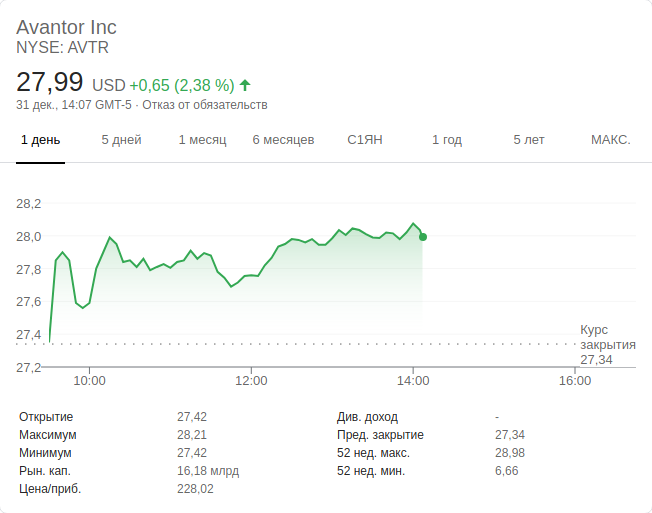 Avantor Inc
NYSE: AVTR
27,99 USD +0,65 (2,38 %)
31 дек., 14:07 GMT-5 · Отказ от обязательств
1 день 5 дней 1 месяц 6 месяцев С1ЯН 1 год 5 лет МАКС.
28,2
28,0
27,8
27,6
27,4
27,2
Курс
закрытия
27,34
10:00 12:00 14:00 16:00
Открытие 27,42 Див. доход -
Максимум 28,21 Пред. закрытие 27,34
Минимум 27,42 52 нед. макс. 28,98
Рын. кап. 16,18 млрд 52 нед. мин. 6,66
Цена/приб. 228,02